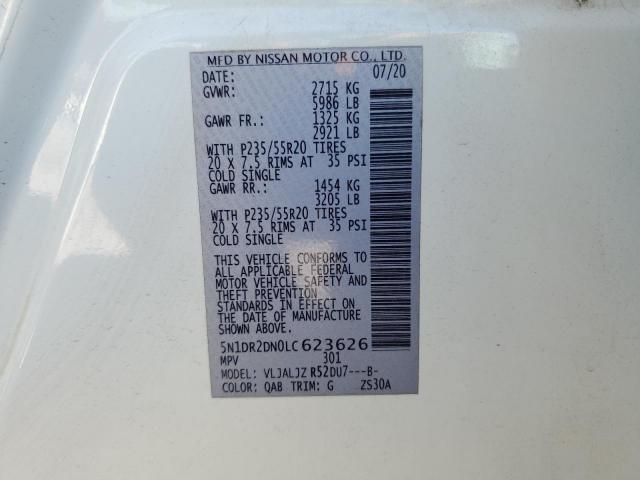 MFD BY NISSAN MOTOR CO., LTD.
DATE: 07/20
GVWR: 2715 KG
5986 LB
GAWR FR.: 1325 KG
2921 LB
WITH P235/55R20 TIRES
20 X 7.5 RIMS AT 35 PSI
COLD SINGLE
GAWR RR.: 1454 KG
3205 LB
WITH P235/55R20 TIRES
20 X 7.5 RIMS AT 35 PSI
COLD SINGLE
THIS VEHICLE CONFORMS TO
ALL APPLICABLE FEDERAL
MOTOR VEHICLE SAFETY AND
THEFT PREVENTION
STANDARDS IN EFFECT ON
THE DATE OF MANUFACTURE
SHOWN ABOVE.
5N1DR2DN0LC623626
MPV 301
MODEL: VLJALJZ R52DU7---B-
COLOR: QAB TRIM: G ZS30A